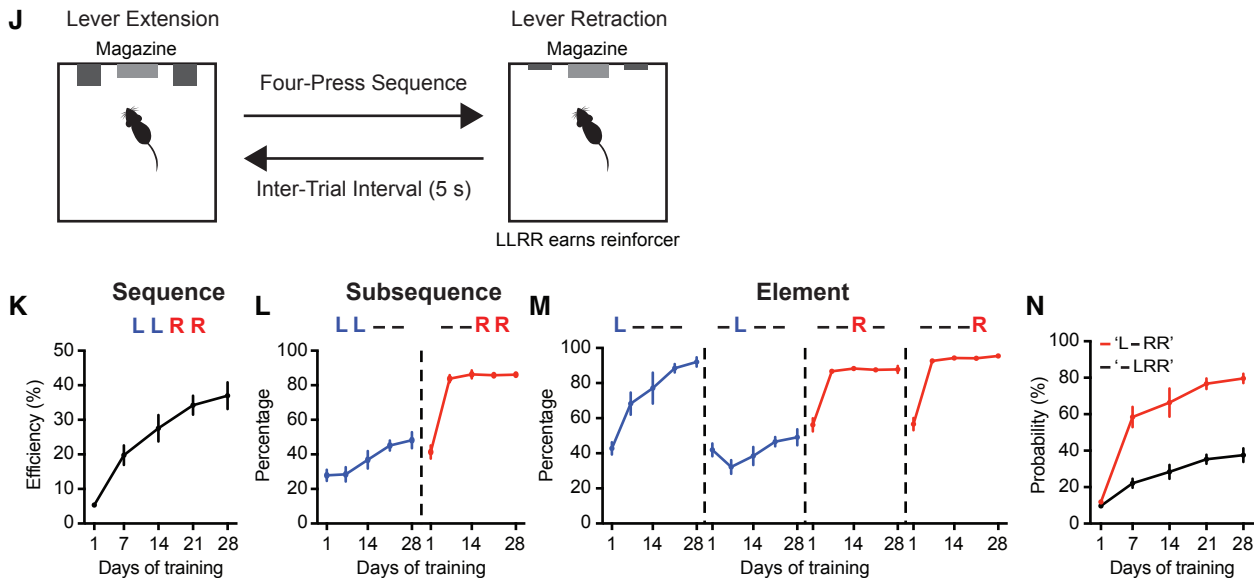 J
Lever Extension
Magazine
Four-Press Sequence
Inter-Trial Interval (5 s)
Lever Retraction
Magazine
LLRR earns reinforcer
K
Sequence
L L R R
Efficiency (%)
50
40
30
20
10
0
1 7 14 21 28
Days of training
L
Subsequence
L L – – – – R R
Percentage
100
80
60
40
20
0
1 14 28 1 14 28
Days of training
M
Element
L – – – – L – – – – R – – – – R
Percentage
100
80
60
40
20
0
1 14 28 1 14 28 1 14 28 1 14 28
Days of training
N
‘L–RR’
‘–LRR’
Probability (%)
100
80
60
40
20
0
1 7 14 21 28
Days of training